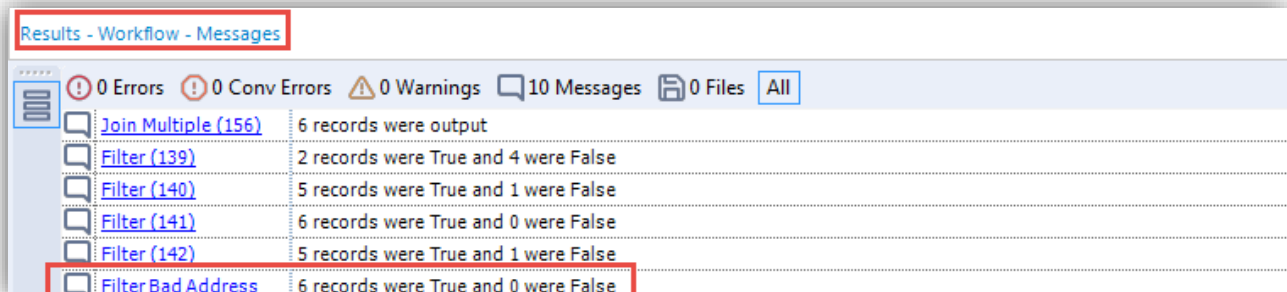 Results - Workflow - Messages
0 Errors 0 Conv Errors 0 Warnings 10 Messages 0 Files All
Join Multiple (156) 6 records were output
Filter (139) 2 records were True and 4 were False
Filter (140) 5 records were True and 1 were False
Filter (141) 6 records were True and 0 were False
Filter (142) 5 records were True and 1 were False
Filter Bad Address 6 records were True and 0 were False